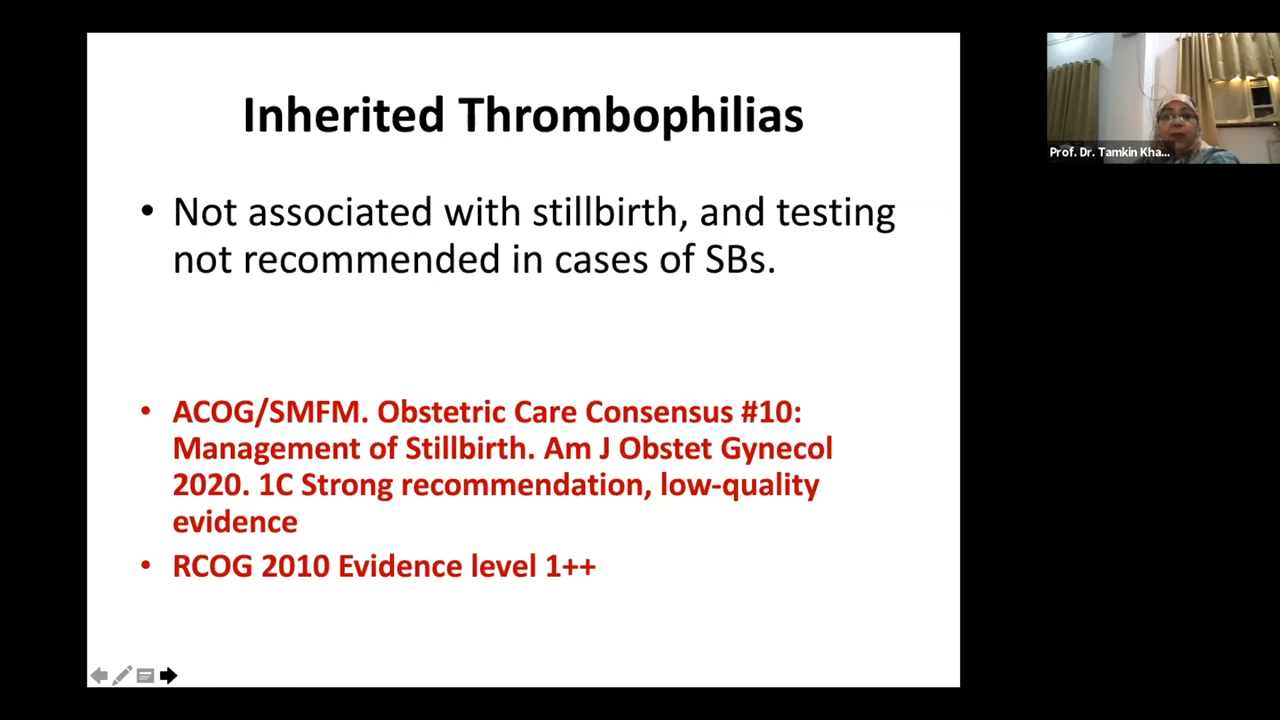 Inherited Thrombophilias
• Not associated with stillbirth, and testing
not recommended in cases of SBs.
• ACOG/SMFM. Obstetric Care Consensus #10:
Management of Stillbirth. Am J Obstet Gynecol
2020. 1C Strong recommendation, low-quality
evidence
• RCOG 2010 Evidence level 1++
Prof. Dr. Tamkin Kha...